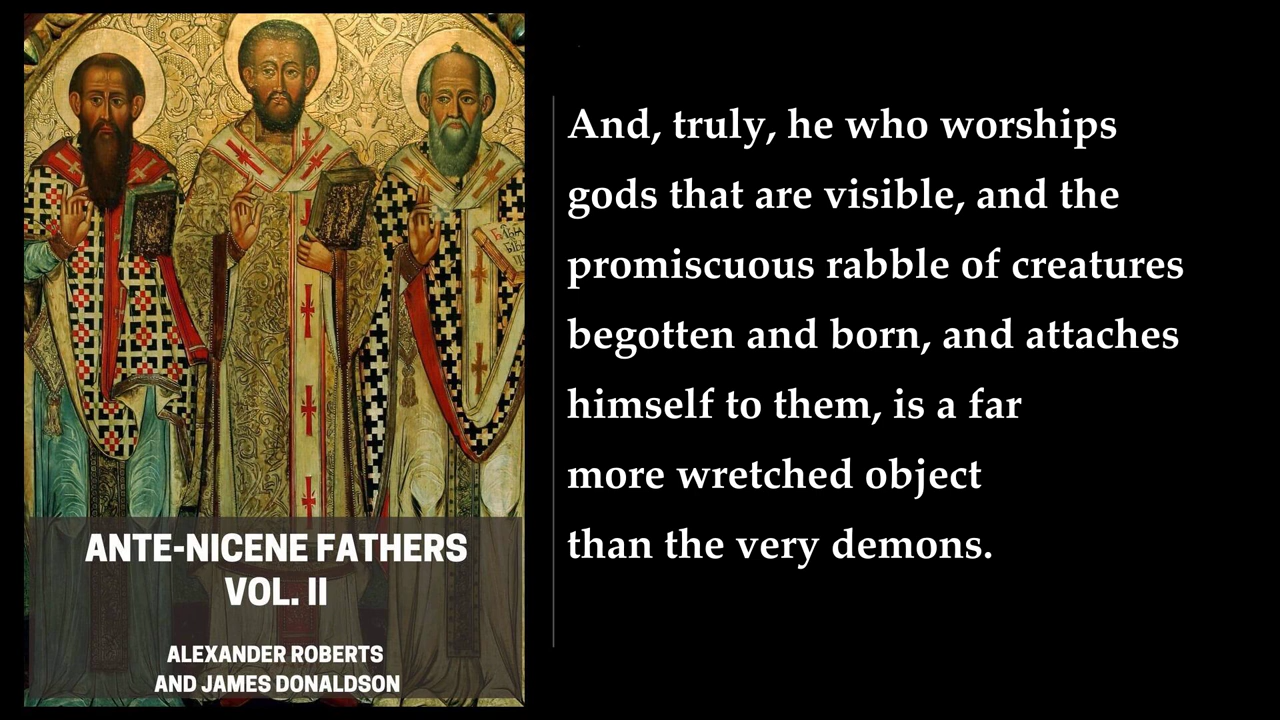 ANTE-NICENE FATHERS
VOL. II
ALEXANDER ROBERTS
AND JAMES DONALDSON
And, truly, he who worships
gods that are visible, and the
promiscuous rabble of creatures
begotten and born, and attaches
himself to them, is a far
more wretched object
than the very demons.